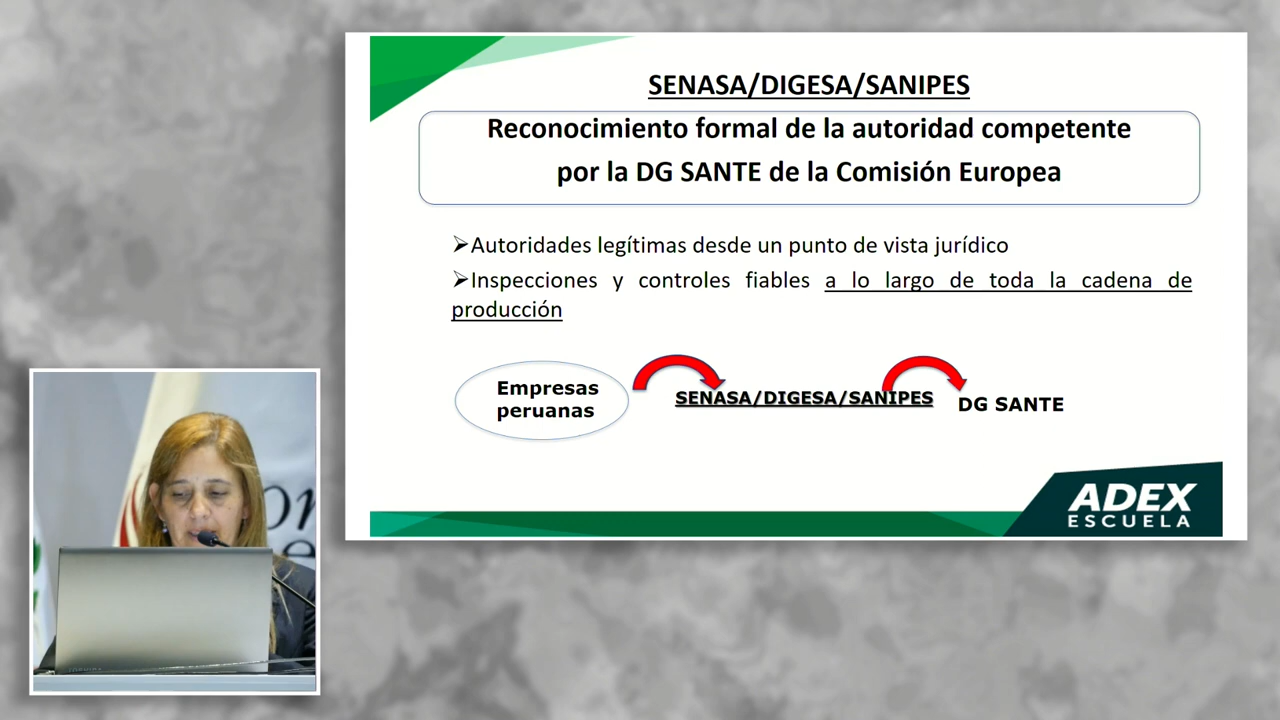 SENASA/DIGESA/SANIPES
Reconocimiento formal de la autoridad competente
por la DG SANTE de la Comisión Europea
➢Autoridades legítimas desde un punto de vista jurídico
➢Inspecciones y controles fiables a lo largo de toda la cadena de
producción
Empresas
peruanas
SENASA/DIGESA/SANIPES
DG SANTE
ADEX
ESCUELA